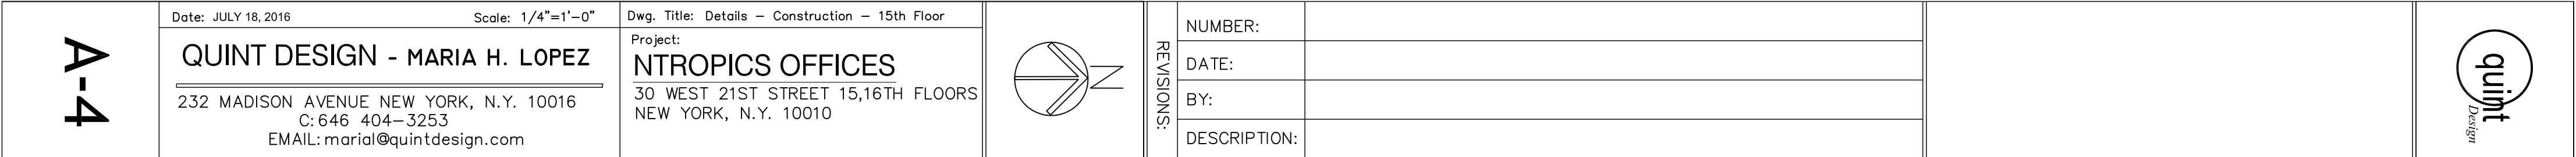 A-4
Date: JULY 18, 2016 Scale: 1/4"=1'-0"
QUINT DESIGN - MARIA H. LOPEZ
232 MADISON AVENUE NEW YORK, N.Y. 10016
C: 646 404-3253
EMAIL: marial@quintdesign.com
Dwg. Title: Details - Construction - 15th Floor
Project:
NTROPICS OFFICES
30 WEST 21ST STREET 15,16TH FLOORS
NEW YORK, N.Y. 10010
N
REVISIONS:
NUMBER:
DATE:
BY:
DESCRIPTION:
quint
Design